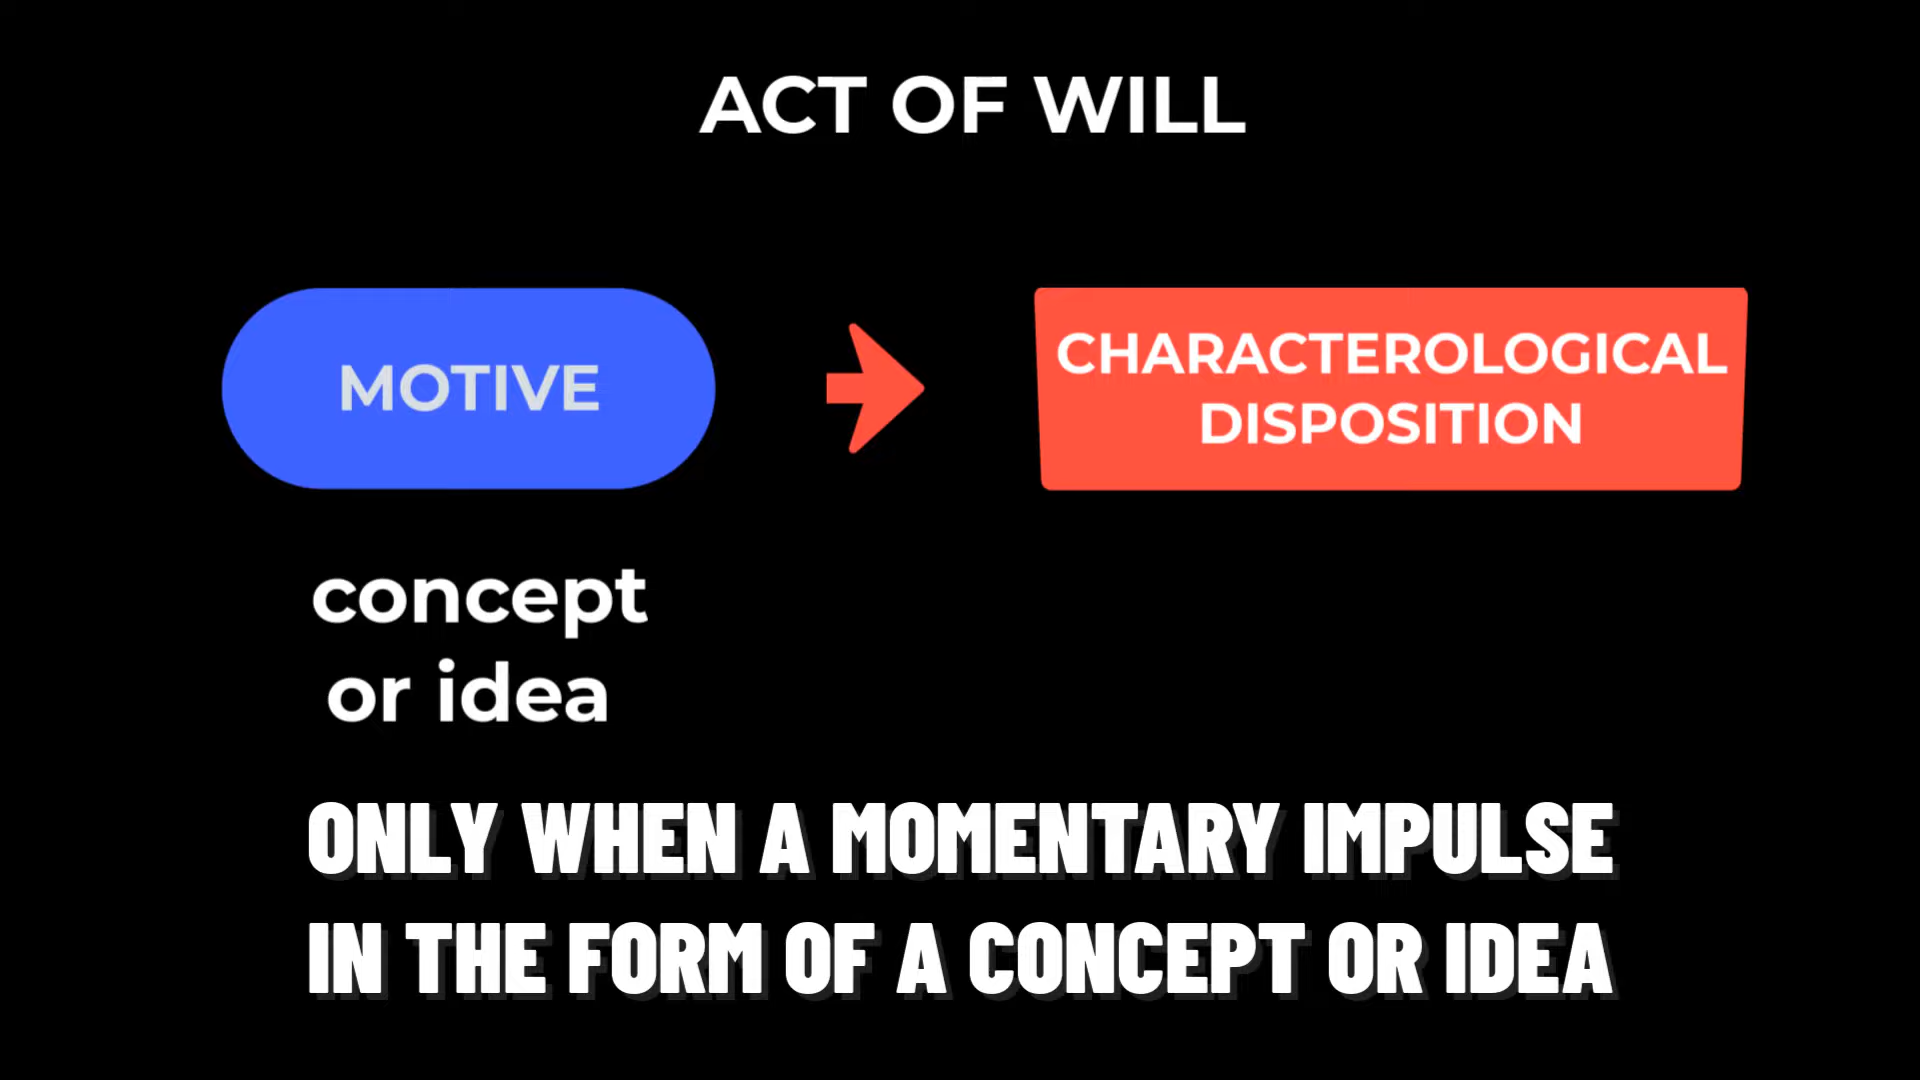 ACT OF WILL
MOTIVE
CHARACTEROLOGICAL
DISPOSITION
concept
or idea
ONLY WHEN A MOMENTARY IMPULSE
IN THE FORM OF A CONCEPT OR IDEA